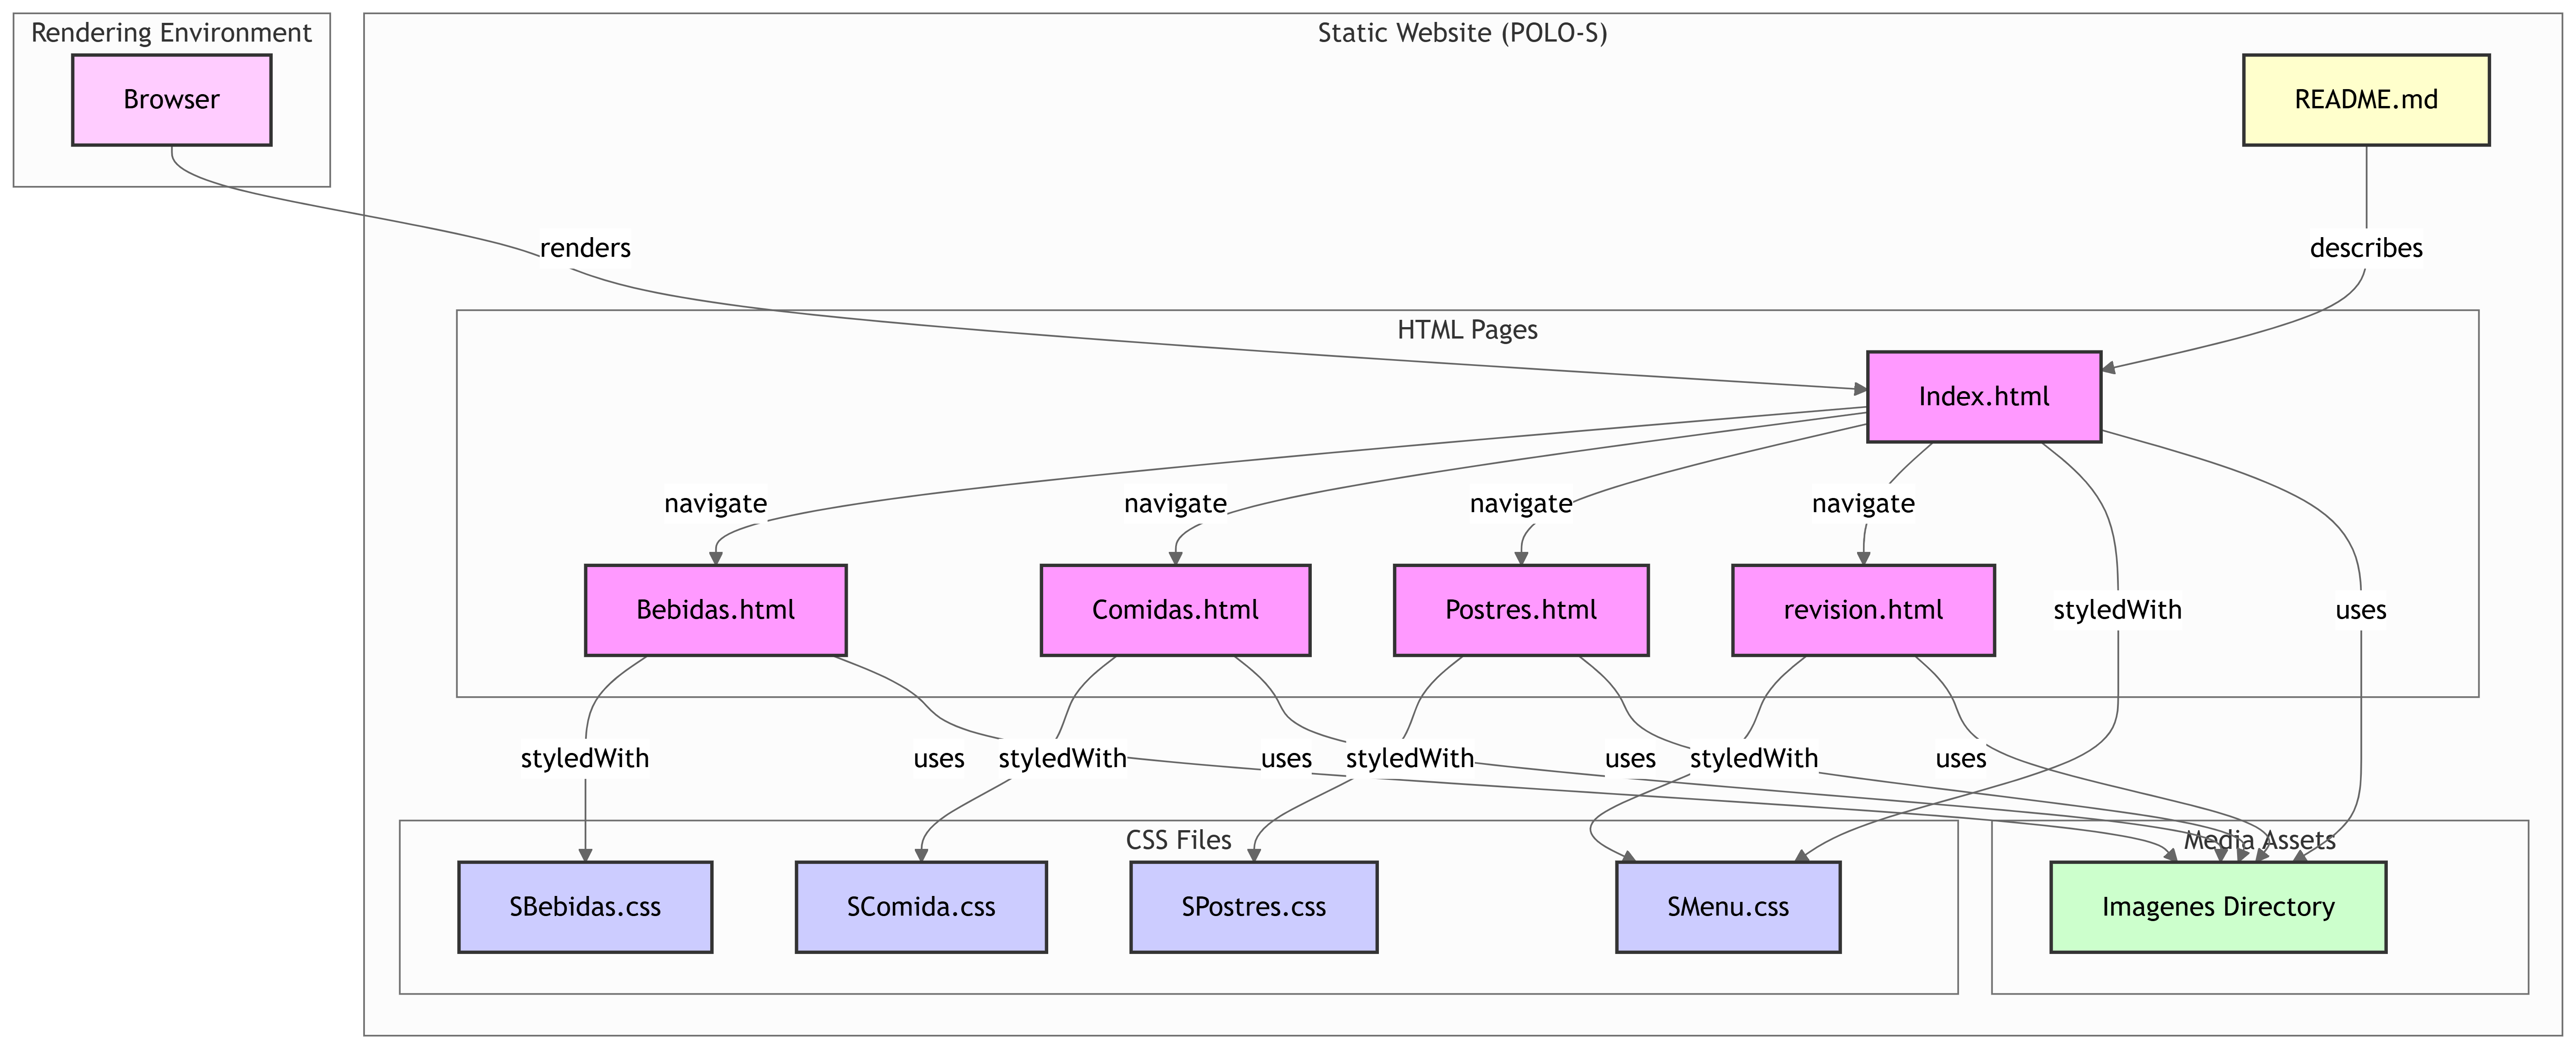 Rendering Environment
Static Website (POLO-S)
Browser
README.md
renders
describes
HTML Pages
Index.html
navigate
navigate
navigate
navigate
Bebidas.html
Comidas.html
Postres.html
revision.html
styledWith
uses
styledWith
uses
styledWith
uses
styledWith
uses
styledWith
uses
CSS Files
Media Assets
SBebidas.css
SComida.css
SPostres.css
SMenu.css
Imagenes Directory